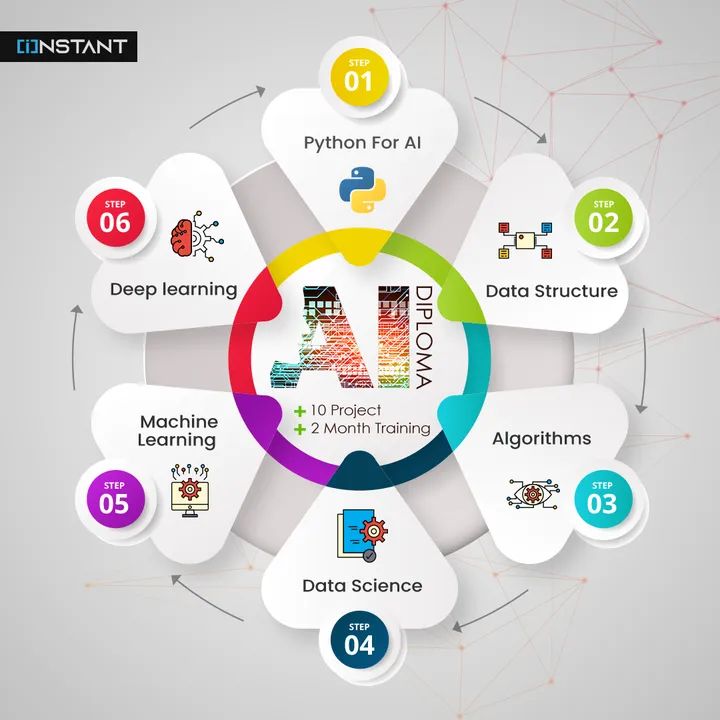 [i]NSTANT
STEP
01
Python For AI
STEP
02
Data Structure
Algorithms
STEP
03
Data Science
STEP
04
Machine
Learning
STEP
05
STEP
06
Deep learning
AI
DIPLOMA
+ 10 Project
+ 2 Month Training